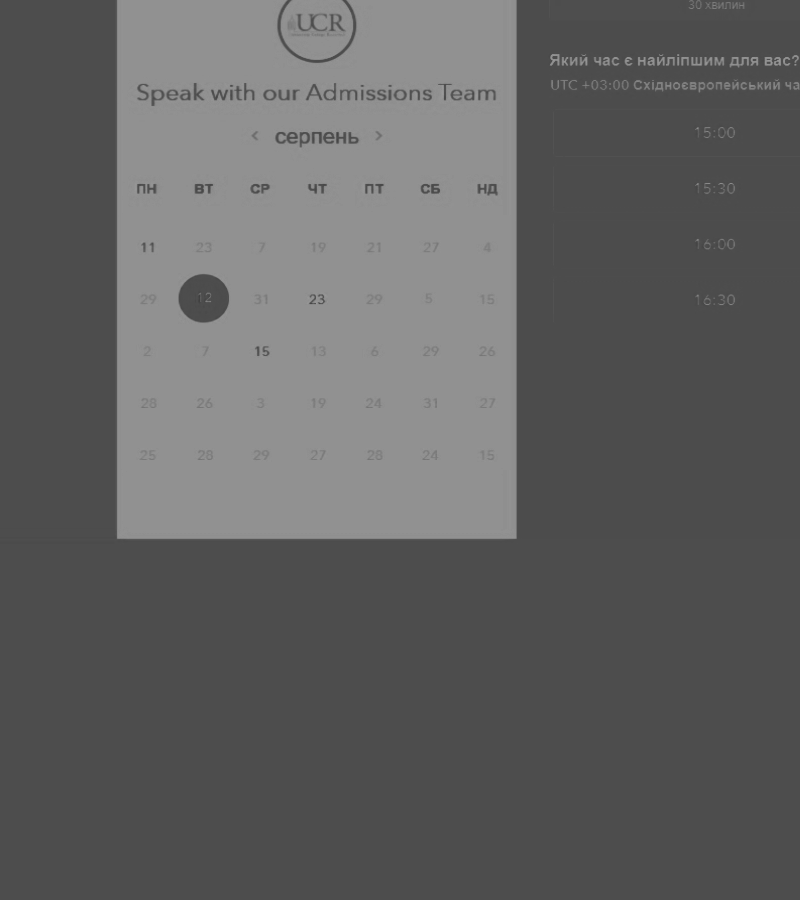 UCR
Speak with our Admissions Team
< серпень >
ПН ВТ СР ЧТ ПТ СБ НД
11 23 7 19 21 27 4
29 12 31 23 29 5 15
2 7 15 13 6 29 26
28 26 3 19 24 31 27
25 28 29 27 28 24 15
30 хвилин
Який час є найліпшим для вас?
UTC +03:00 Східноєвропейський ча
15:00
15:30
16:00
16:30